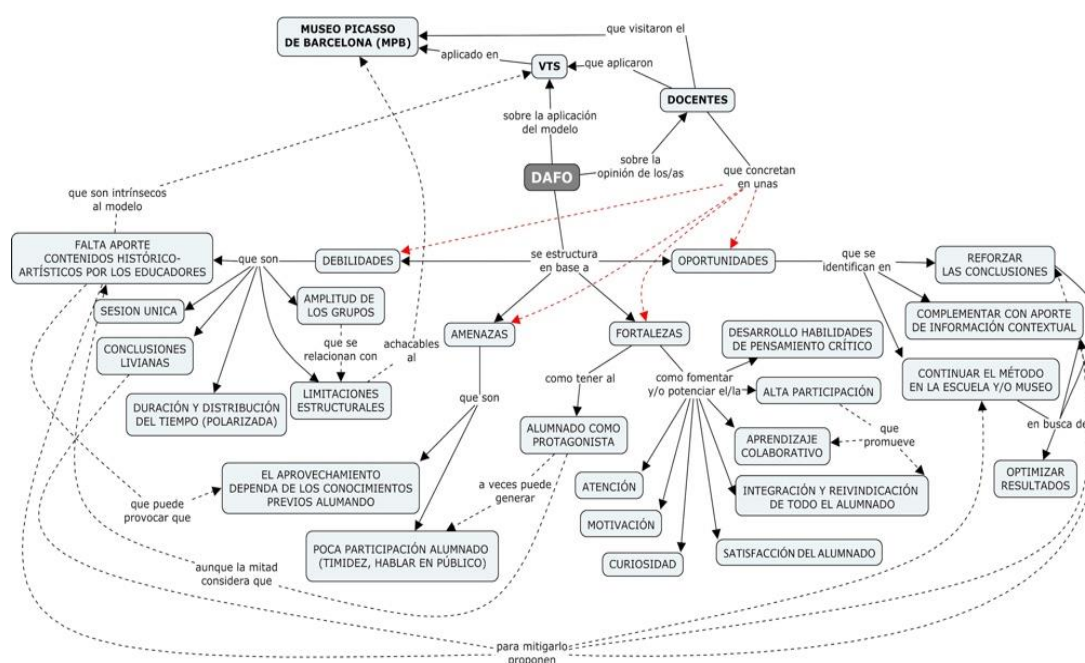 MUSEO PICASSO
DE BARCELONA (MPB)
que visitaron el
aplicado en
VTS
que aplicaron
DOCENTES
sobre la aplicación
del modelo
sobre la
opinión de los/as
DAFO
que concretan
en unas
que son intrínsecos
al modelo
FALTA APORTE
CONTENIDOS HISTÓRICO-
ARTÍSTICOS POR LOS EDUCADORES
que son
DEBILIDADES
se estructura
en base a
OPORTUNIDADES
que se
identifican en
REFORZAR
LAS CONCLUSIONES
SESION UNICA
AMPLITUD DE
LOS GRUPOS
COMPLEMENTAR CON APORTE
DE INFORMACIÓN CONTEXTUAL
CONCLUSIONES
LIVIANAS
que se
relacionan con
achacables
al
AMENAZAS
FORTALEZAS
DESARROLLO HABILIDADES
DE PENSAMIENTO CRÍTICO
CONTINUAR EL MÉTODO
EN LA ESCUELA Y/O MUSEO
DURACIÓN Y DISTRIBUCIÓN
DEL TIEMPO (POLARIZADA)
LIMITACIONES
ESTRUCTURALES
que son
como tener al
como fomentar
y/o potenciar el/la
ALTA PARTICIPACIÓN
en busca de
ALUMNADO COMO
PROTAGONISTA
que
promueve
APRENDIZAJE
COLABORATIVO
OPTIMIZAR
RESULTADOS
EL APROVECHAMIENTO
DEPENDA DE LOS CONOCIMIENTOS
PREVIOS ALUMANDO
que puede
provocar que
a veces puede
generar
ATENCIÓN
INTEGRACIÓN Y REIVINDICACIÓN
DE TODO EL ALUMNADO
MOTIVACIÓN
POCA PARTICIPACIÓN ALUMNADO
(TIMIDEZ, HABLAR EN PÚBLICO)
CURIOSIDAD
SATISFACCIÓN DEL ALUMNADO
aunque la mitad
considera que
para mitigarlo
proponen